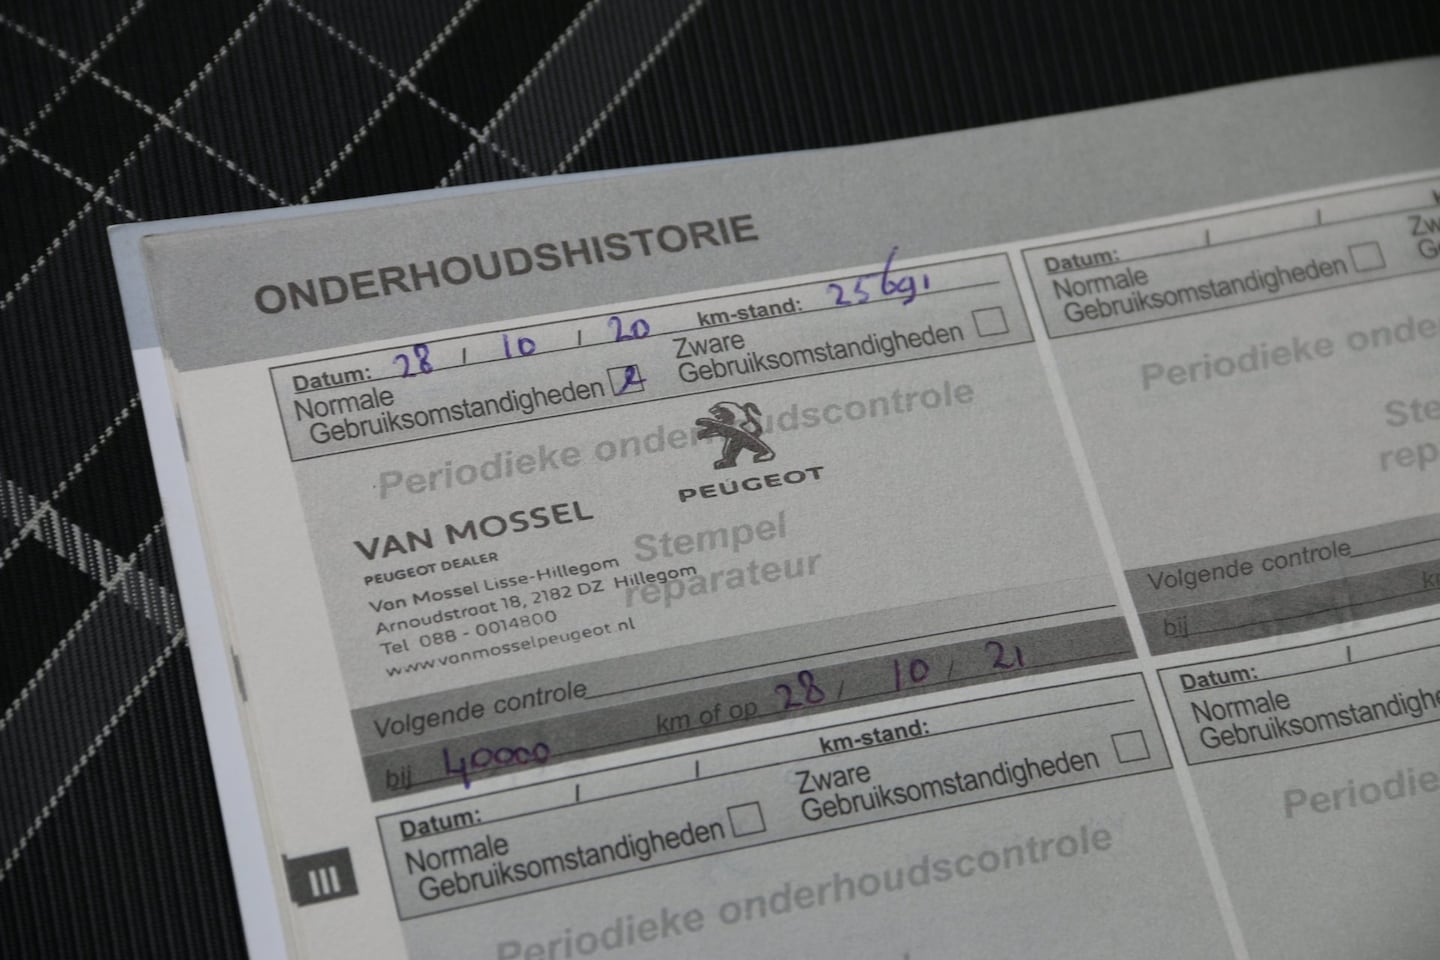 ONDERHOUDSHISTORIE
Datum: 28 / 10 / 20 km-stand: 25691
Normale Gebruiksomstandigheden
Zware Gebruiksomstandigheden
Periodieke onderhoudscontrole
PEUGEOT
Stempel
reparateur
VAN MOSSEL
PEUGEOT DEALER
Van Mossel Lisse-Hillegom
Arnoudstraat 18, 2182 DZ Hillegom
Tel 088 - 0014800
www.vanmosselpeugeot.nl
Volgende controle
bij 40000 km of op 28 / 10 / 21
Datum: / /
Normale
Gebruiksomstandigheden
Periodieke onde
Ste
rep
Volgende controle
bij
Datum: / / km-stand:
Normale
Gebruiksomstandigheden
Zware
Gebruiksomstandigheden
Periodieke onderhoudscontrole
III
Datum: /
Normale
Gebruiksomstandighe
Periodie